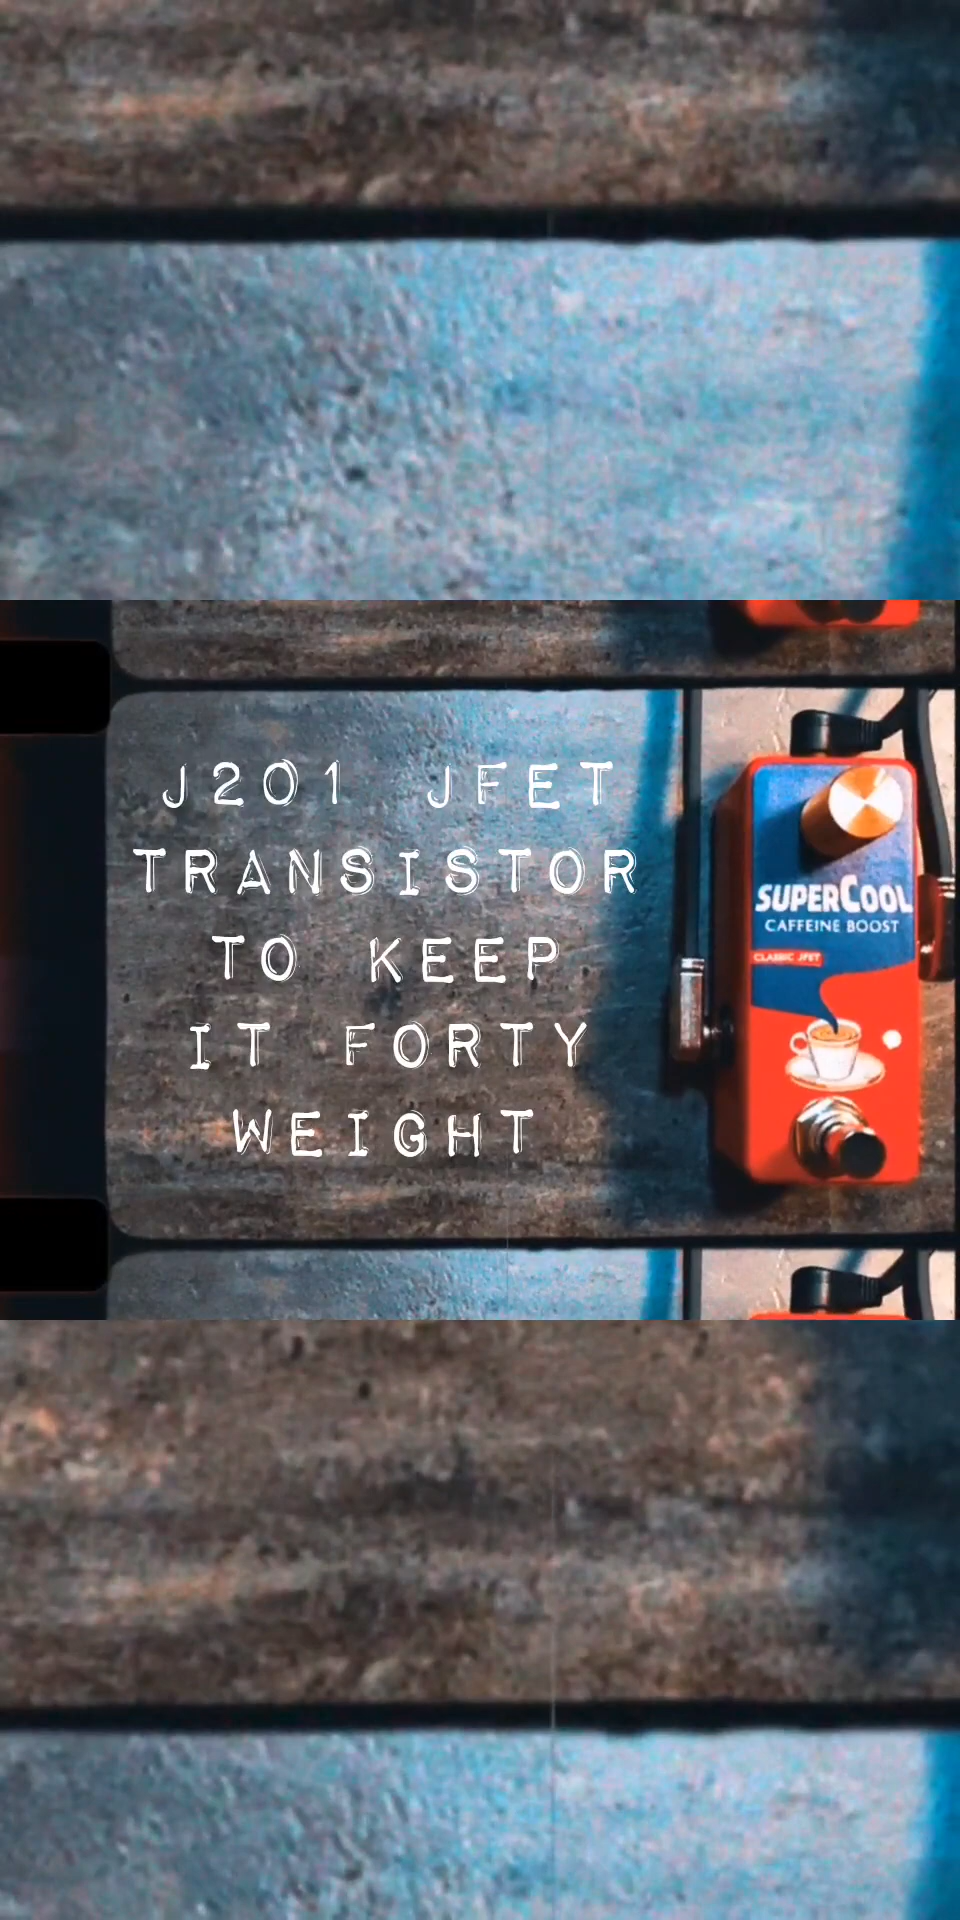 J201 JFET
TRANSISTOR
TO KEEP
IT FORTY
WEIGHT
SUPERCOOL
CAFFEINE BOOST
CLASSIC JFET